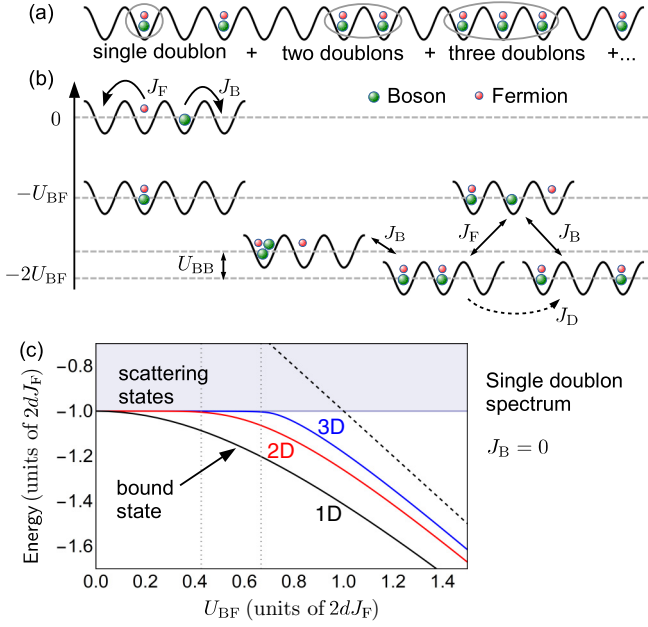 (a)
single doublon + two doublons + three doublons +...
(b)
J_F J_B
Boson Fermion
0
−U_BF
J_B J_F J_B
U_BB
−2U_BF
J_D
(c)
−0.8
scattering
states
−1.0
3D
2D
−1.2
bound
state
1D
−1.4
−1.6
Energy (units of 2dJ_F)
0.0 0.2 0.4 0.6 0.8 1.0 1.2 1.4
U_BF (units of 2dJ_F)
Single doublon
spectrum
J_B = 0